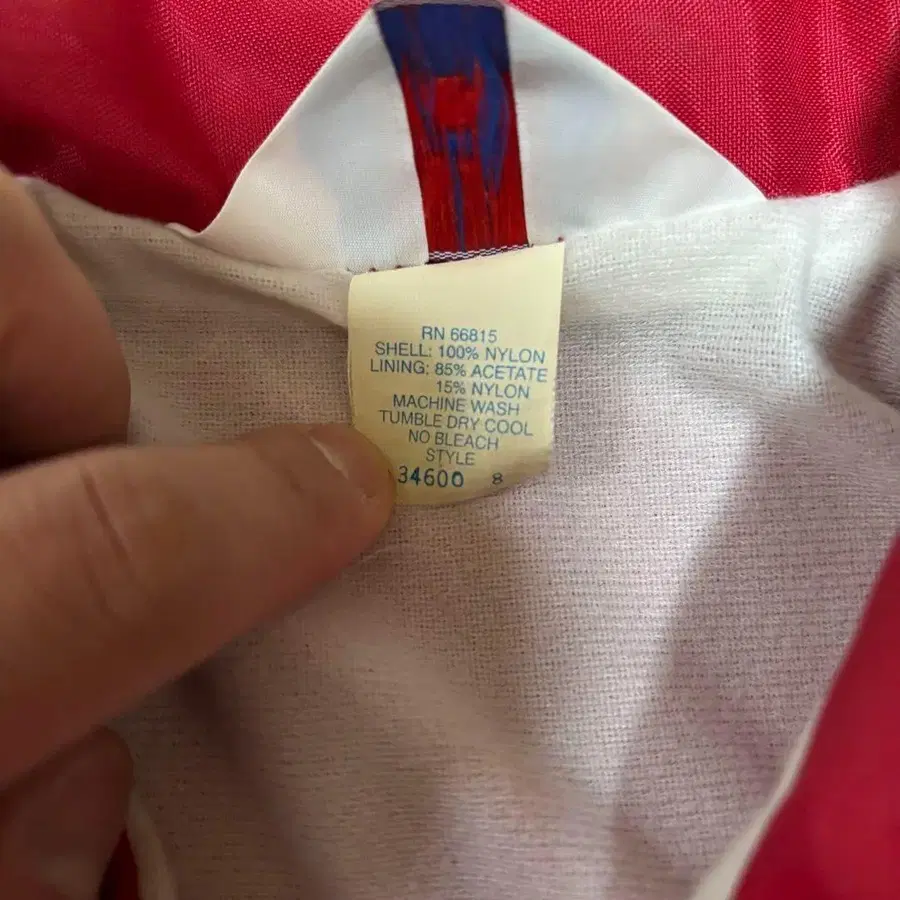 RN 66815
SHELL: 100% NYLON
LINING: 85% ACETATE
15% NYLON
MACHINE WASH
TUMBLE DRY COOL
NO BLEACH
STYLE
34600 8